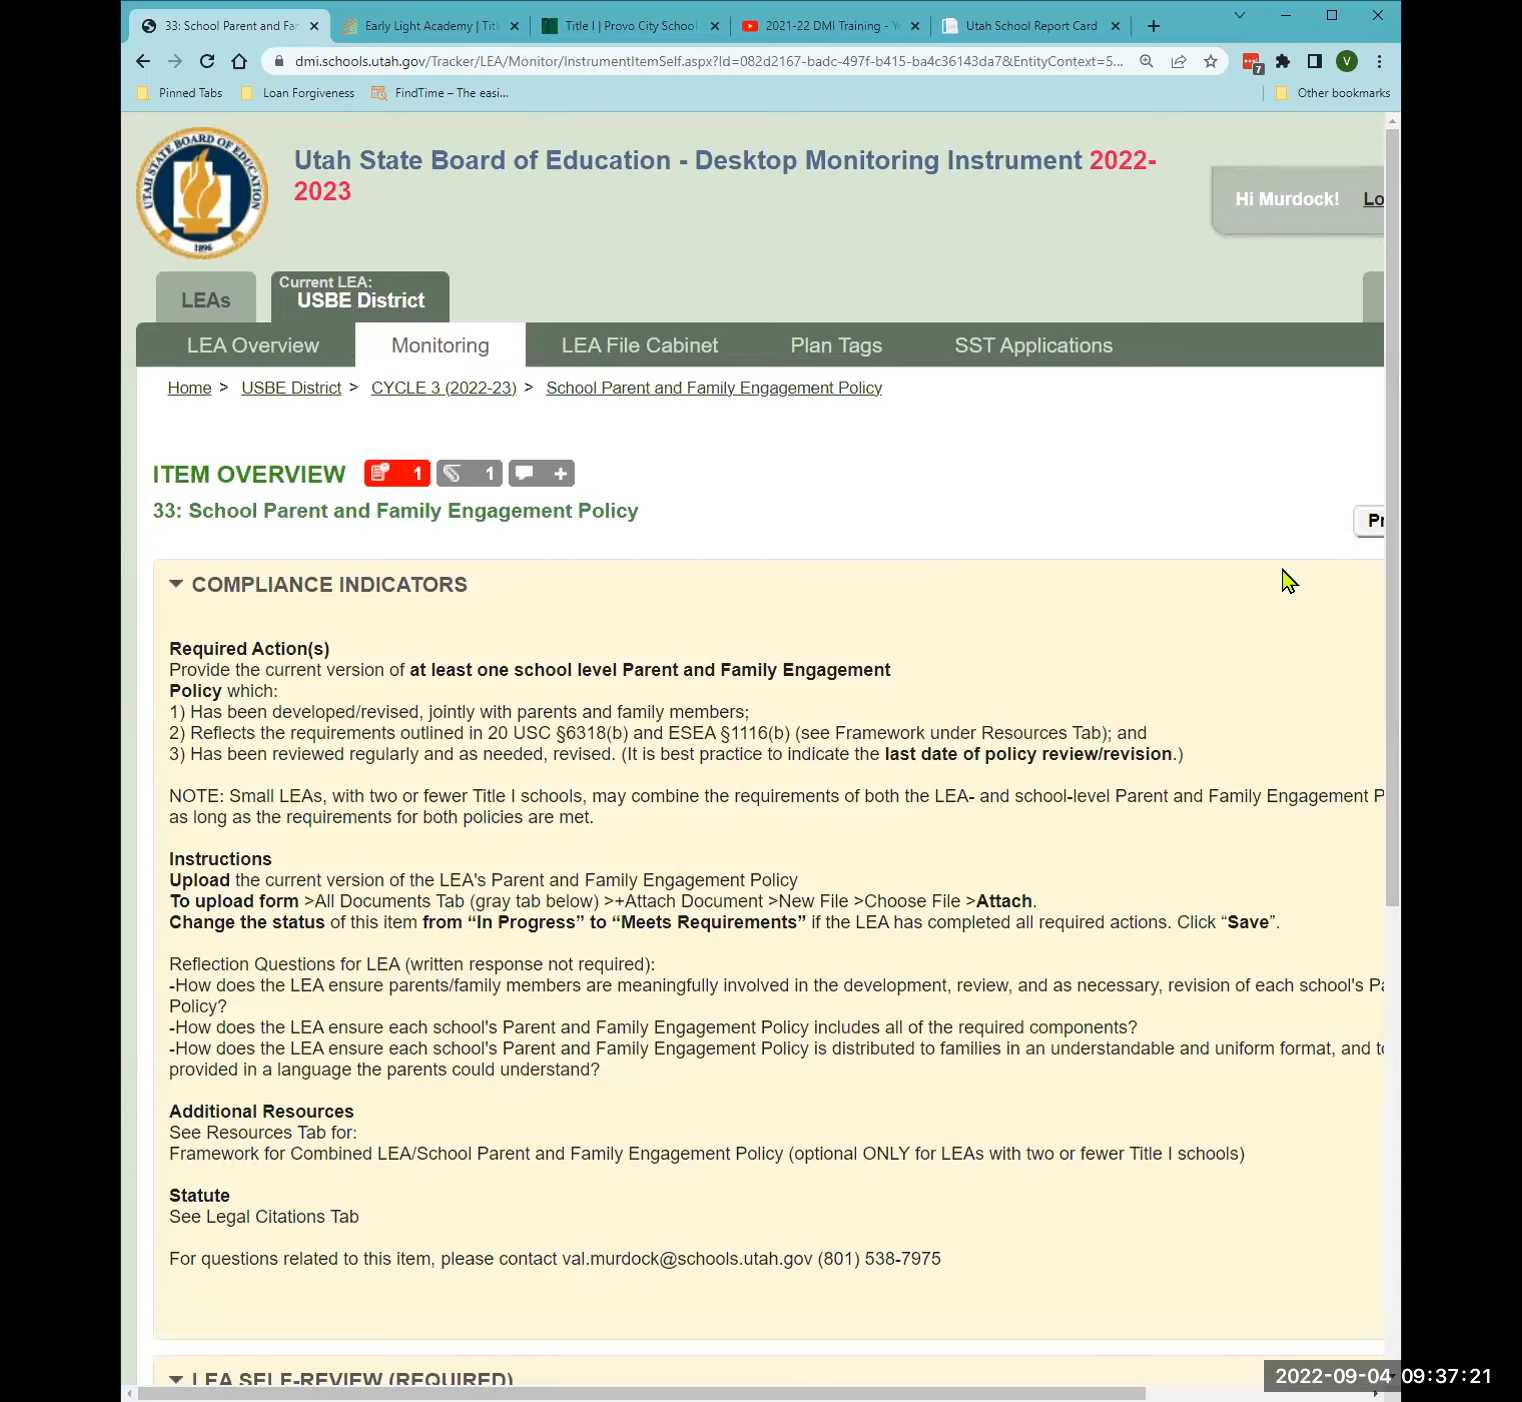 33: School Parent and Fa
Early Light Academy | Titl
Title I | Provo City School
2021-22 DMI Training - Y
Utah School Report Card
dmi.schools.utah.gov/Tracker/LEA/Monitor/InstrumentItemSelf.aspx?Id=082d2167-badc-497f-b415-ba4c36143da7&EntityContext=5...
7
V
Pinned Tabs
Loan Forgiveness
FindTime – The easi...
Other bookmarks
UTAH STATE BOARD OF EDUCATION
1896
Utah State Board of Education - Desktop Monitoring Instrument 2022-
2023
Hi Murdock! Lo
LEAs
Current LEA:
USBE District
LEA Overview
Monitoring
LEA File Cabinet
Plan Tags
SST Applications
Home > USBE District > CYCLE 3 (2022-23) > School Parent and Family Engagement Policy
ITEM OVERVIEW 1 1 +
33: School Parent and Family Engagement Policy
Pr
COMPLIANCE INDICATORS
Required Action(s)
Provide the current version of at least one school level Parent and Family Engagement
Policy which:
1) Has been developed/revised, jointly with parents and family members;
2) Reflects the requirements outlined in 20 USC §6318(b) and ESEA §1116(b) (see Framework under Resources Tab); and
3) Has been reviewed regularly and as needed, revised. (It is best practice to indicate the last date of policy review/revision.)
NOTE: Small LEAs, with two or fewer Title I schools, may combine the requirements of both the LEA- and school-level Parent and Family Engagement P
as long as the requirements for both policies are met.
Instructions
Upload the current version of the LEA's Parent and Family Engagement Policy
To upload form >All Documents Tab (gray tab below) >+Attach Document >New File >Choose File >Attach.
Change the status of this item from “In Progress” to “Meets Requirements” if the LEA has completed all required actions. Click “Save”.
Reflection Questions for LEA (written response not required):
-How does the LEA ensure parents/family members are meaningfully involved in the development, review, and as necessary, revision of each school's Pa
Policy?
-How does the LEA ensure each school's Parent and Family Engagement Policy includes all of the required components?
-How does the LEA ensure each school's Parent and Family Engagement Policy is distributed to families in an understandable and uniform format, and to
provided in a language the parents could understand?
Additional Resources
See Resources Tab for:
Framework for Combined LEA/School Parent and Family Engagement Policy (optional ONLY for LEAs with two or fewer Title I schools)
Statute
See Legal Citations Tab
For questions related to this item, please contact val.murdock@schools.utah.gov (801) 538-7975
LEA SELF-REVIEW (REQUIRED)
2022-09-04 09:37:21